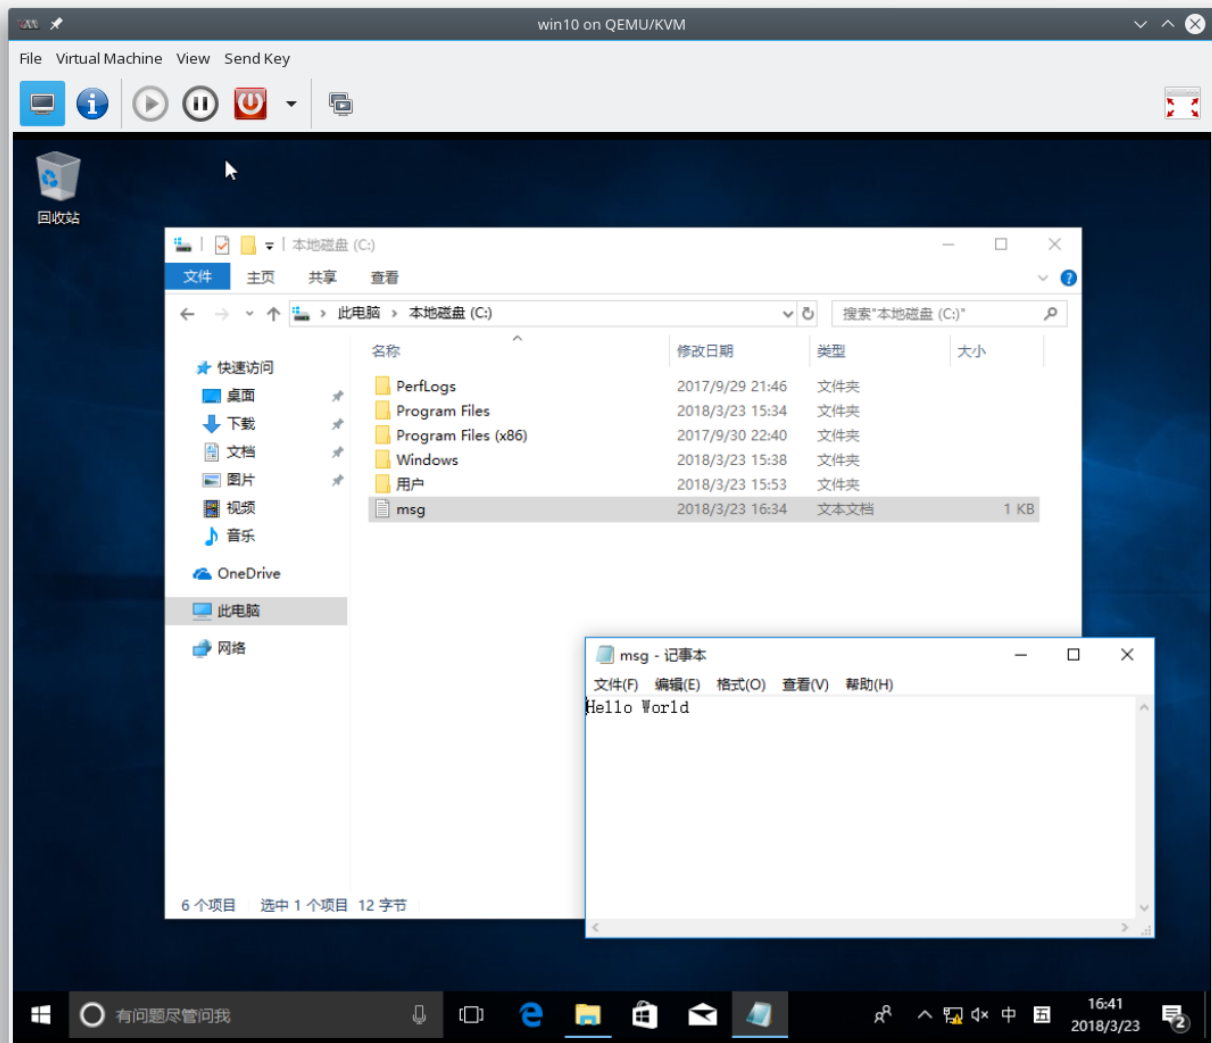 win10 on QEMU/KVM
File Virtual Machine View Send Key
回收站
本地磁盘 (C:)
文件 主页 共享 查看
此电脑 › 本地磁盘 (C:) 搜索"本地磁盘 (C:)"
名称 修改日期 类型 大小
快速访问
桌面
下载
文档
图片
视频
音乐
OneDrive
此电脑
网络
PerfLogs 2017/9/29 21:46 文件夹
Program Files 2018/3/23 15:34 文件夹
Program Files (x86) 2017/9/30 22:40 文件夹
Windows 2018/3/23 15:38 文件夹
用户 2018/3/23 15:53 文件夹
msg 2018/3/23 16:34 文本文档 1 KB
6 个项目 选中 1 个项目 12 字节
msg - 记事本
文件(F) 编辑(E) 格式(O) 查看(V) 帮助(H)
Hello World
有问题尽管问我
中 五
16:41
2018/3/23
2